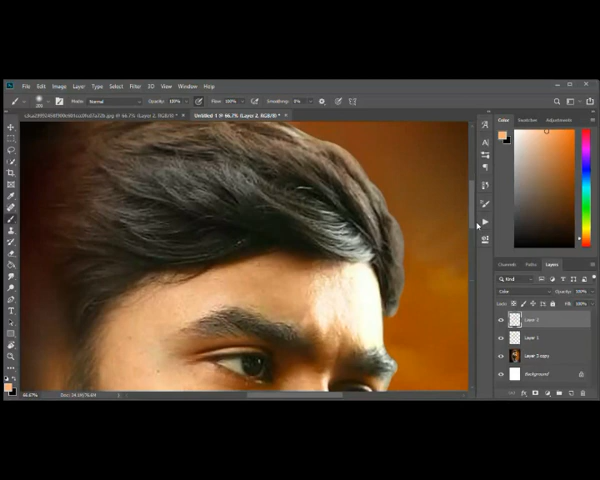 File Edit Image Layer Type Select Filter 3D View Window Help
Mode: Normal Opacity: 100% Flow: 100% Smoothing: 0%
Untitled-1 @ 66.7% (Layer 2, RGB/8) *
Color Swatches Adjustments
Channels Paths Layers
Kind
Color Opacity: 100%
Lock: Fill: 100%
Layer 2
Layer 1
Layer 3 copy
Background
66.67%